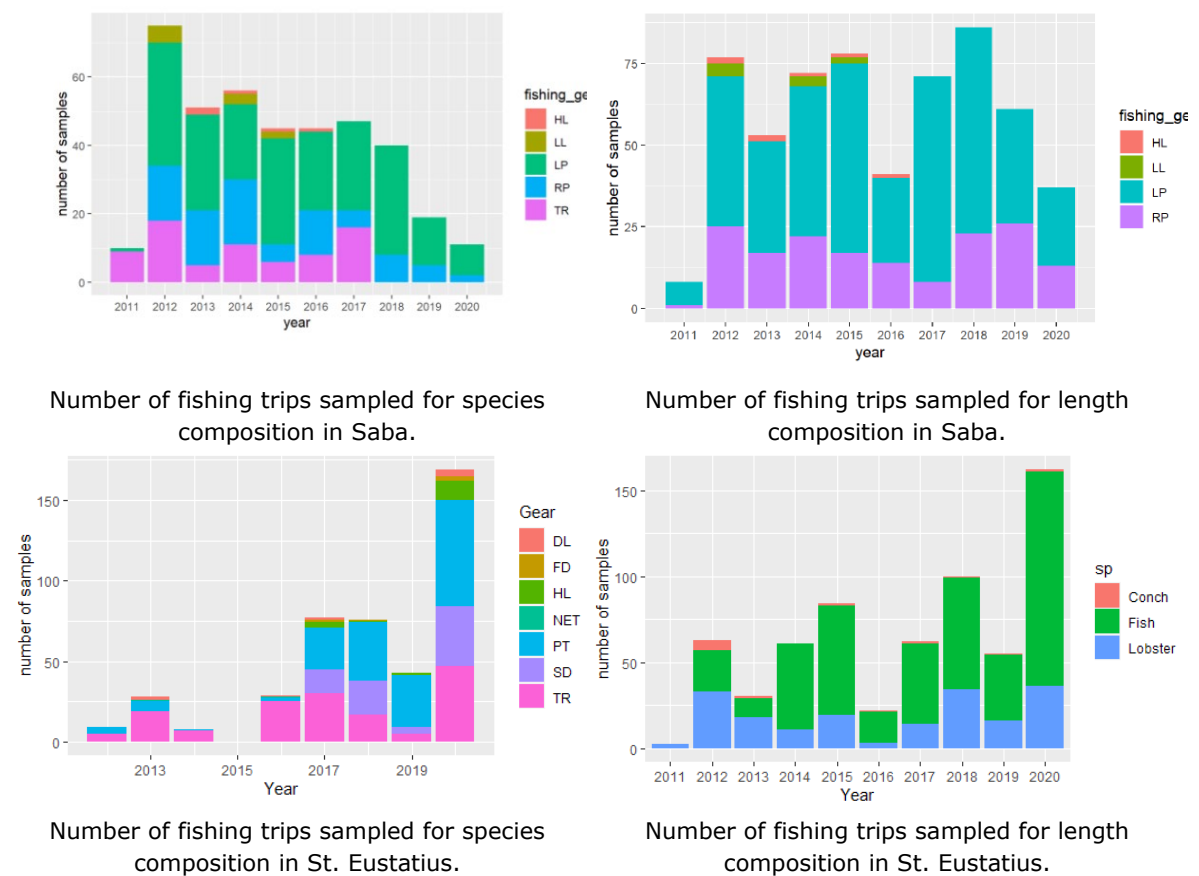 number of samples
60
40
20
0
2011 2012 2013 2014 2015 2016 2017 2018 2019 2020
year
fishing_ge
HL
LL
LP
RP
TR
Number of fishing trips sampled for species
composition in Saba.
number of samples
75
50
25
0
2011 2012 2013 2014 2015 2016 2017 2018 2019 2020
year
fishing_ge
HL
LL
LP
RP
Number of fishing trips sampled for length
composition in Saba.
number of samples
150
100
50
0
2013 2015 2017 2019
Year
Gear
DL
FD
HL
NET
PT
SD
TR
Number of fishing trips sampled for species
composition in St. Eustatius.
number of samples
150
100
50
0
2011 2012 2013 2014 2015 2016 2017 2018 2019 2020
Year
sp
Conch
Fish
Lobster
Number of fishing trips sampled for length
composition in St. Eustatius.